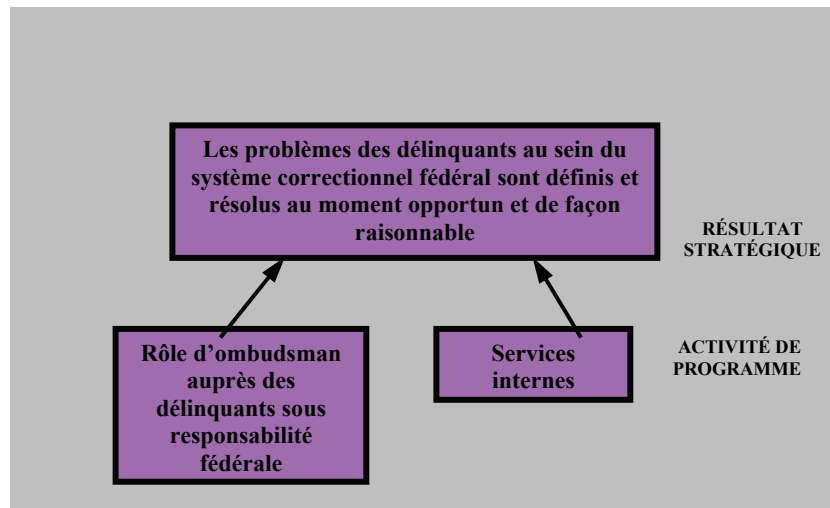 Les problèmes des délinquants au sein du
système correctionnel fédéral sont définis et
résolus au moment opportun et de façon
raisonnable
RÉSULTAT
STRATÉGIQUE
Rôle d’ombudsman
auprès des
délinquants sous
responsabilité
fédérale
Services
internes
ACTIVITÉ DE
PROGRAMME